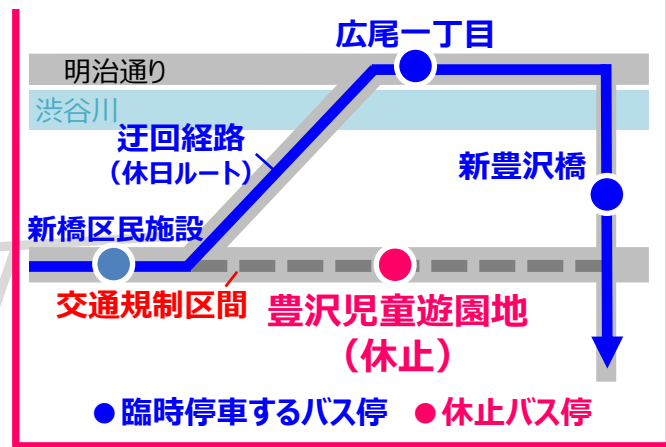 広尾一丁目
明治通り
渋谷川
迂回経路
（休日ルート）
新豊沢橋
新橋区民施設
交通規制区間
豊沢児童遊園地
（休止）
●臨時停車するバス停 ●休止バス停